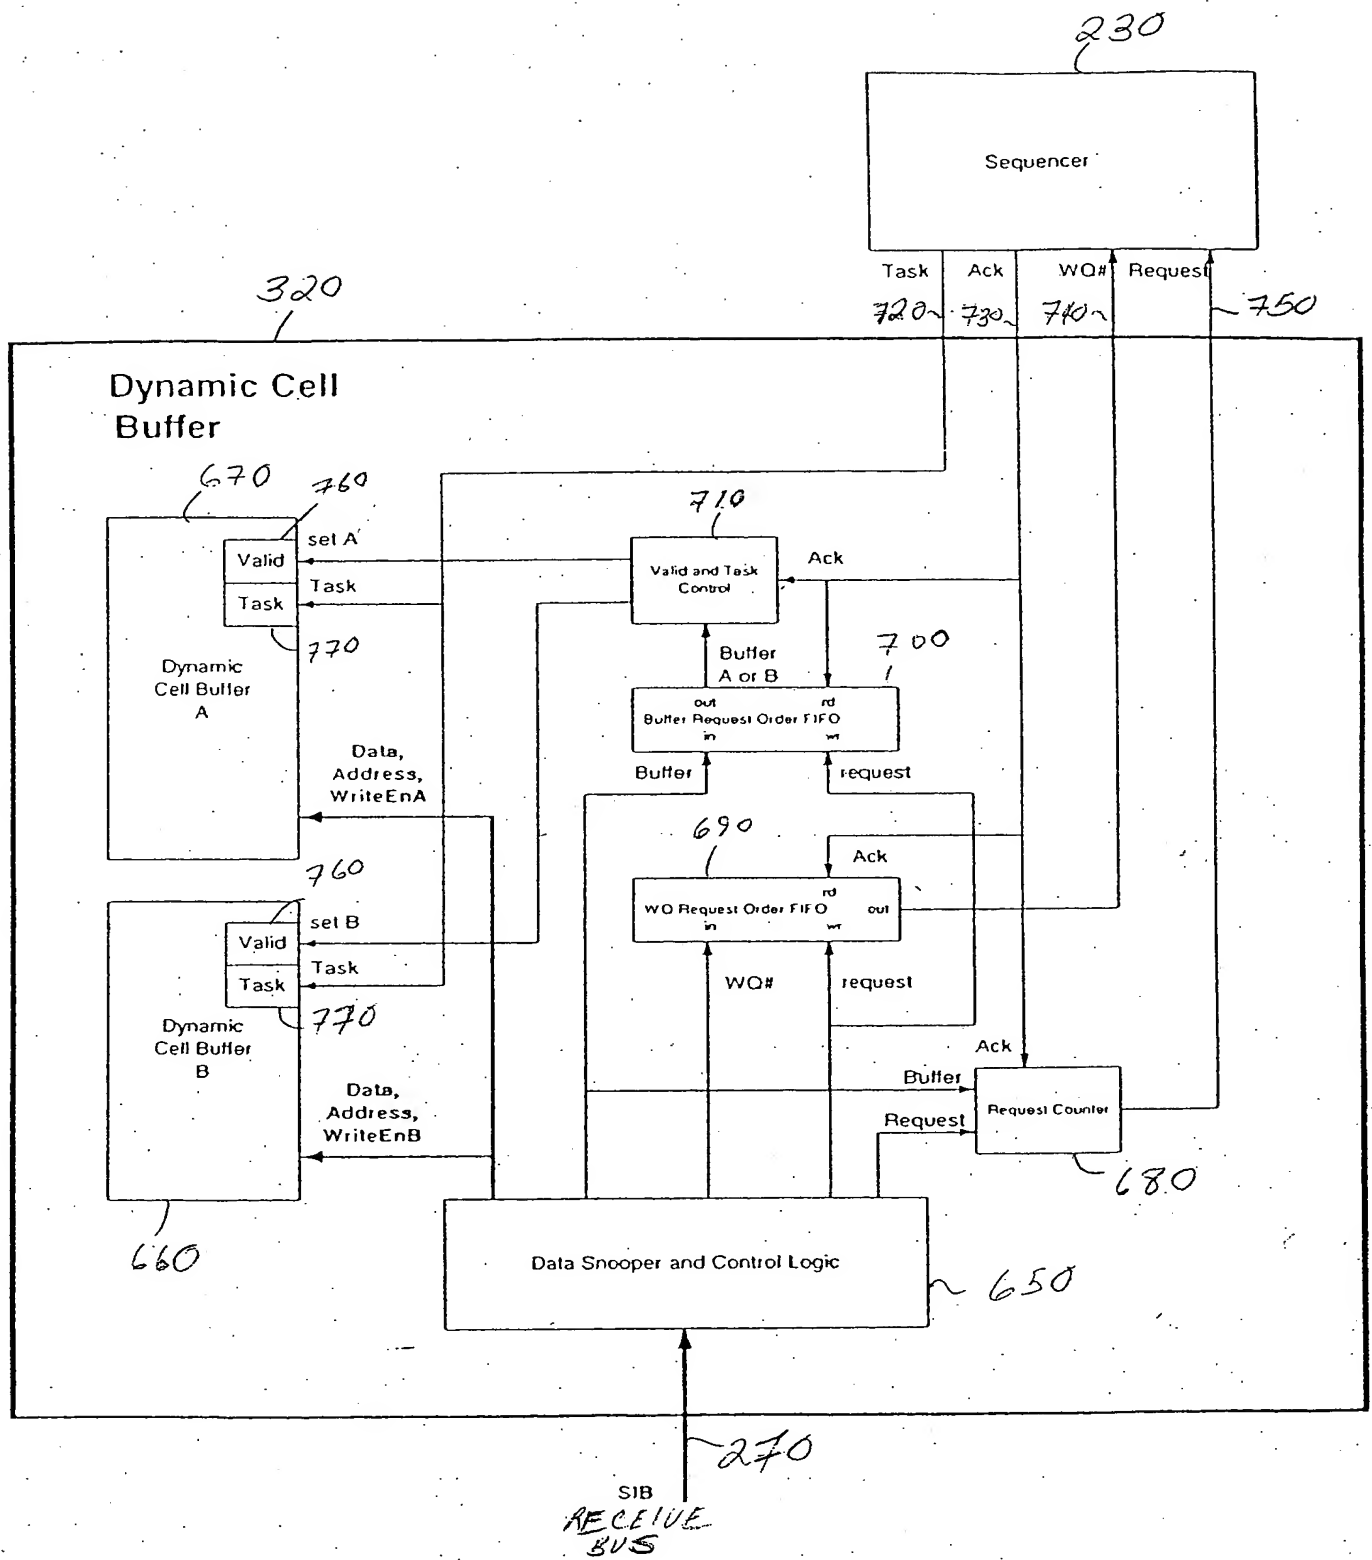 230
Sequencer
Task Ack WQ# Request
720 730 740 750
320
Dynamic Cell
Buffer
670
760
710
set A
Valid
Task
Task
770
Valid and Task
Control
Ack
700
Buffer
A or B
Dynamic
Cell Buffer
A
out rd
Buffer Request Order FIFO
in wr
Data,
Address,
WriteEnA
Buffer
request
690
Ack
760
rd
WQ Request Order FIFO out
in wr
set B
Valid
Task
Task
770
WQ#
request
Dynamic
Cell Buffer
B
Ack
Buffer
Request Counter
Request
680
Data,
Address,
WriteEnB
660
Data Snooper and Control Logic
650
270
SIB
RECEIVE
BUS